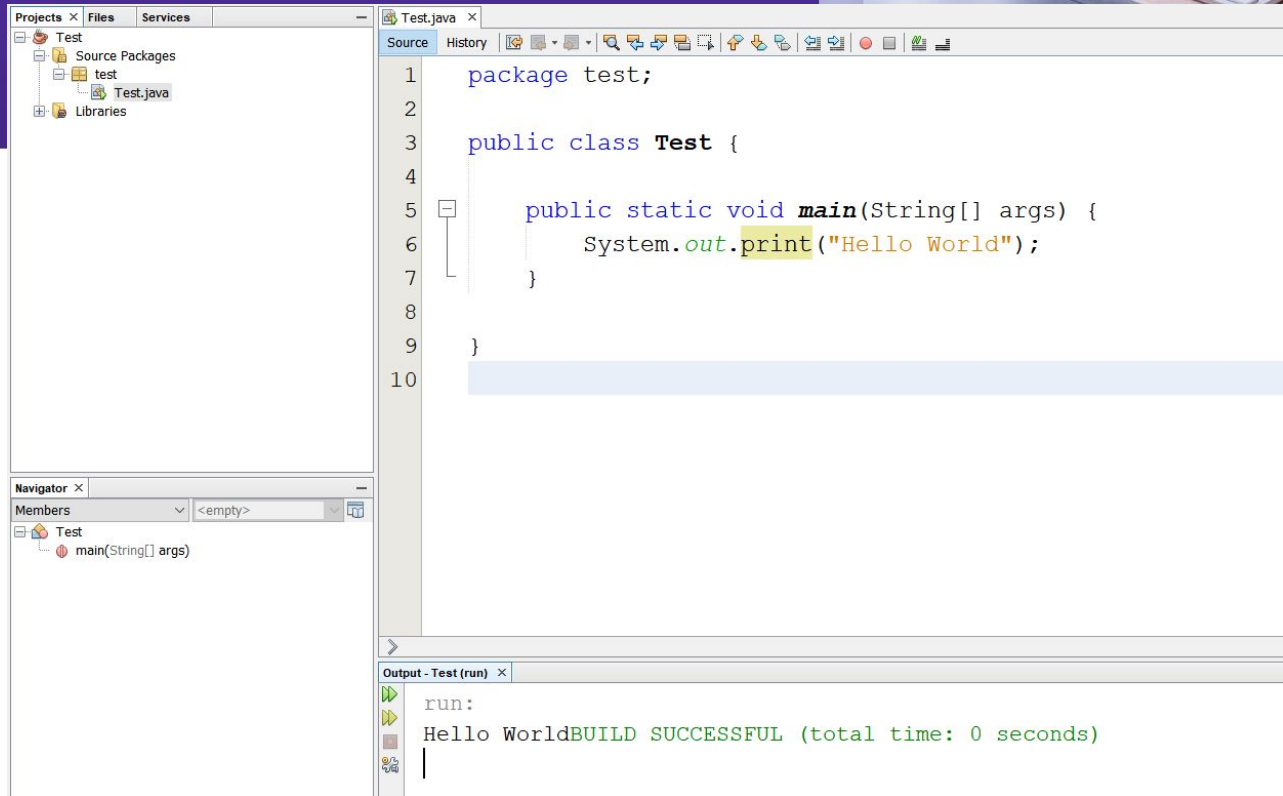 Projects Files Services
Test
Source Packages
test
Test.java
Libraries
Navigator
Members <empty>
Test
main(String[] args)
Test.java
Source History
1 package test;
2
3 public class Test {
4
5 public static void main(String[] args) {
6 System.out.print("Hello World");
7 }
8
9 }
10
Output - Test (run)
run:
Hello WorldBUILD SUCCESSFUL (total time: 0 seconds)